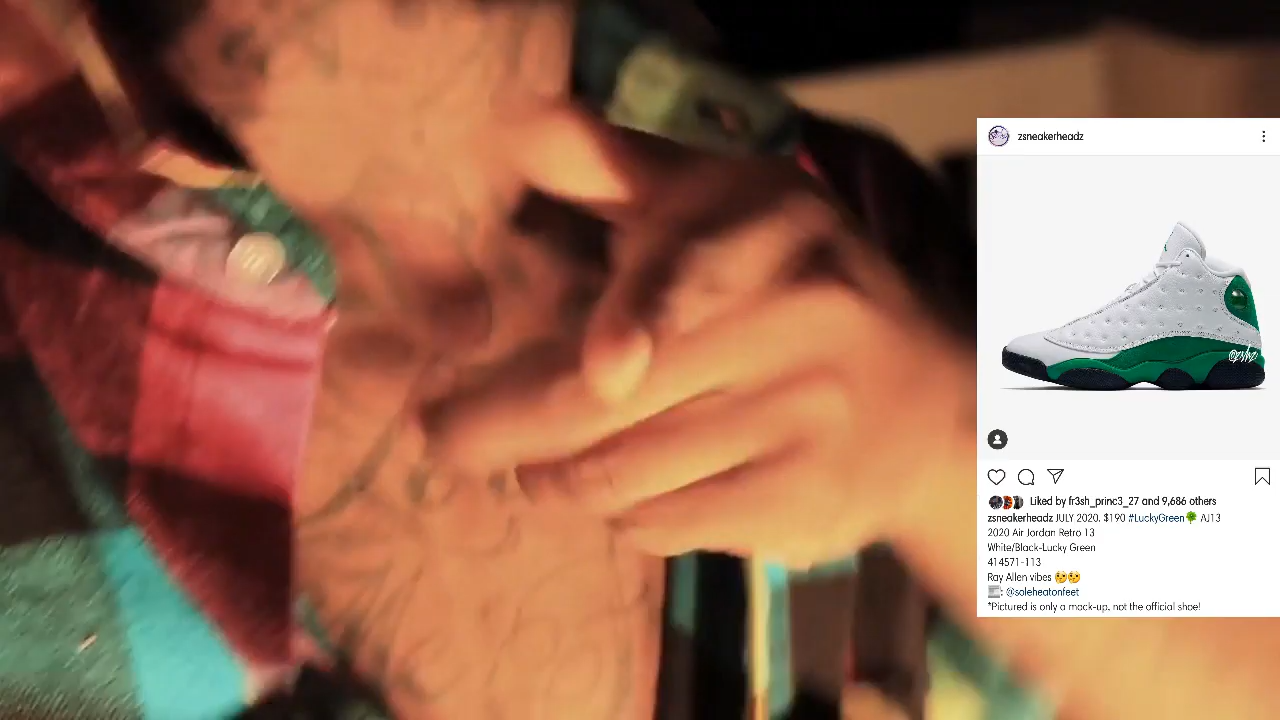 zsneakerheadz
@zshz
Liked by fr3sh_princ3_27 and 9,686 others
zsneakerheadz JULY 2020. $190 #LuckyGreen🌳 AJ13
2020 Air Jordan Retro 13
White/Black-Lucky Green
414571-113
Ray Allen vibes 🤔🤔
: @soleheatonfeet
*Pictured is only a mock-up, not the official shoe!